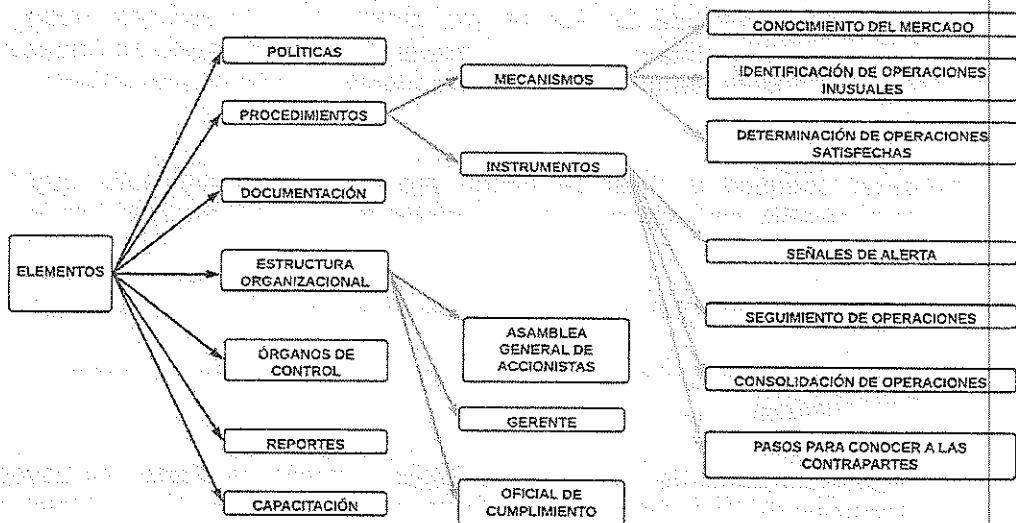 ELEMENTOS
POLÍTICAS
PROCEDIMIENTOS
DOCUMENTACIÓN
ESTRUCTURA
ORGANIZACIONAL
ÓRGANOS DE
CONTROL
REPORTES
CAPACITACIÓN
MECANISMOS
INSTRUMENTOS
ASAMBLEA
GENERAL DE
ACCIONISTAS
GERENTE
OFICIAL DE
CUMPLIMIENTO
CONOCIMIENTO DEL MERCADO
IDENTIFICACIÓN DE OPERACIONES
INUSUALES
DETERMINACIÓN DE OPERACIONES
SATISFECHAS
SEÑALES DE ALERTA
SEGUIMIENTO DE OPERACIONES
CONSOLIDACIÓN DE OPERACIONES
PASOS PARA CONOCER A LAS
CONTRAPARTES